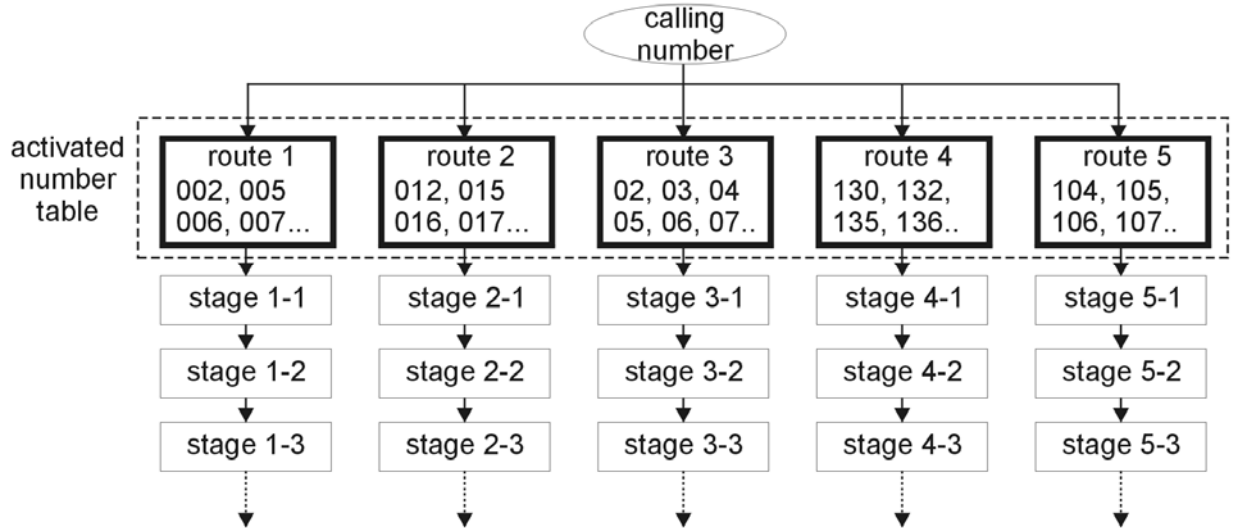 calling
number
activated
number
table
route 1
002, 005
006, 007...
route 2
012, 015
016, 017...
route 3
02, 03, 04
05, 06, 07..
route 4
130, 132,
135, 136..
route 5
104, 105,
106, 107..
stage 1-1
stage 2-1
stage 3-1
stage 4-1
stage 5-1
stage 1-2
stage 2-2
stage 3-2
stage 4-2
stage 5-2
stage 1-3
stage 2-3
stage 3-3
stage 4-3
stage 5-3